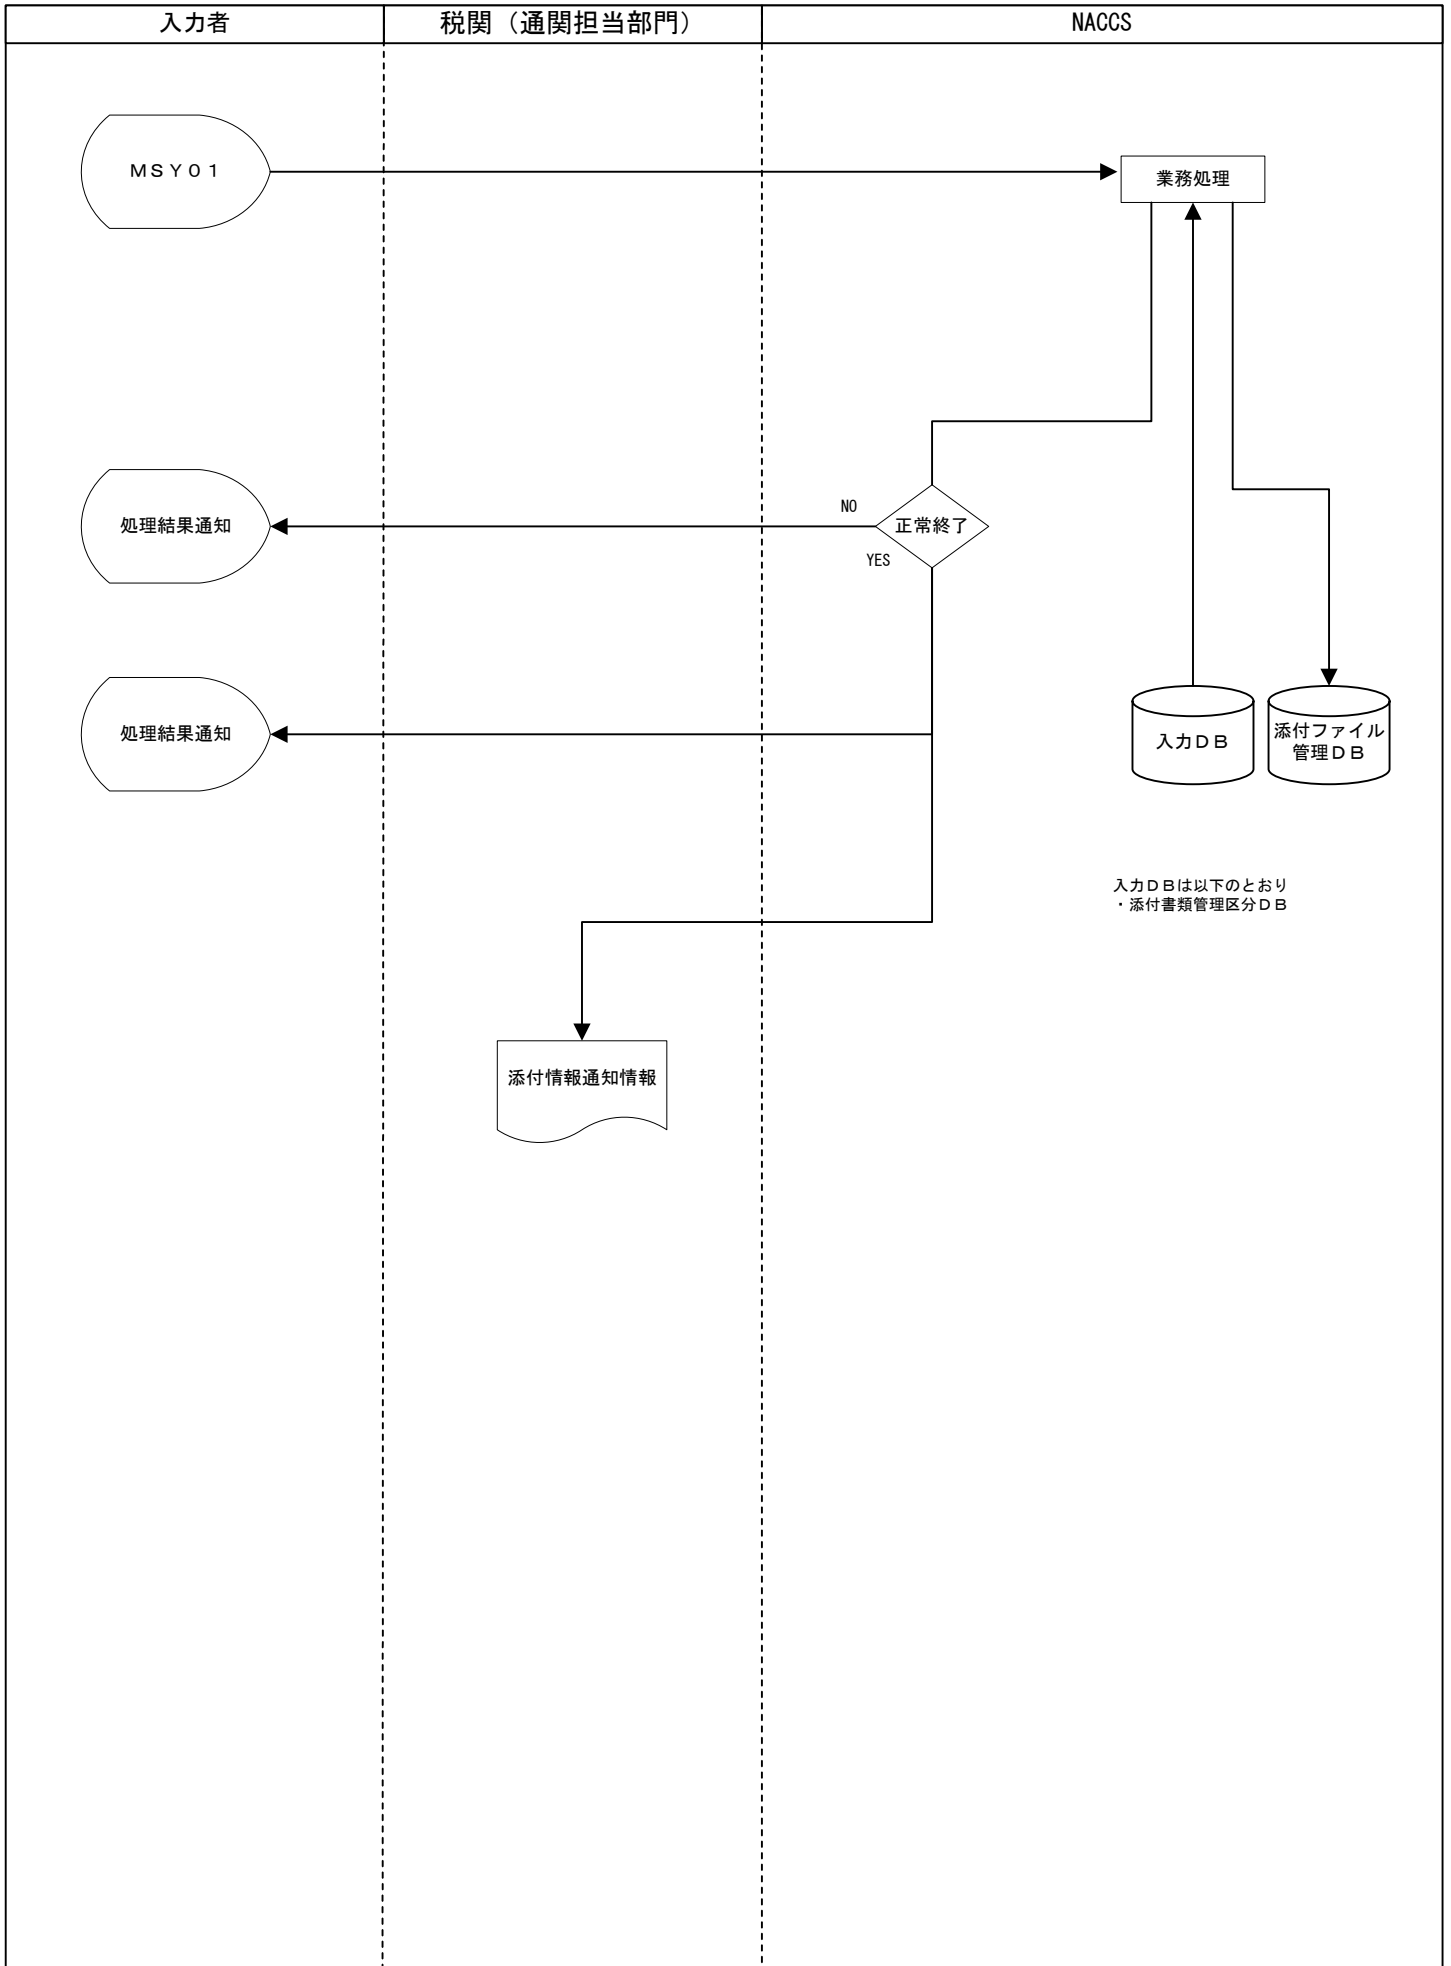 入力者
税関（通関担当部門）
NACCS
ＭＳＹ０１
業務処理
処理結果通知
NO
正常終了
YES
処理結果通知
入力ＤＢ
添付ファイル
管理ＤＢ
入力ＤＢは以下のとおり
・添付書類管理区分ＤＢ
添付情報通知情報